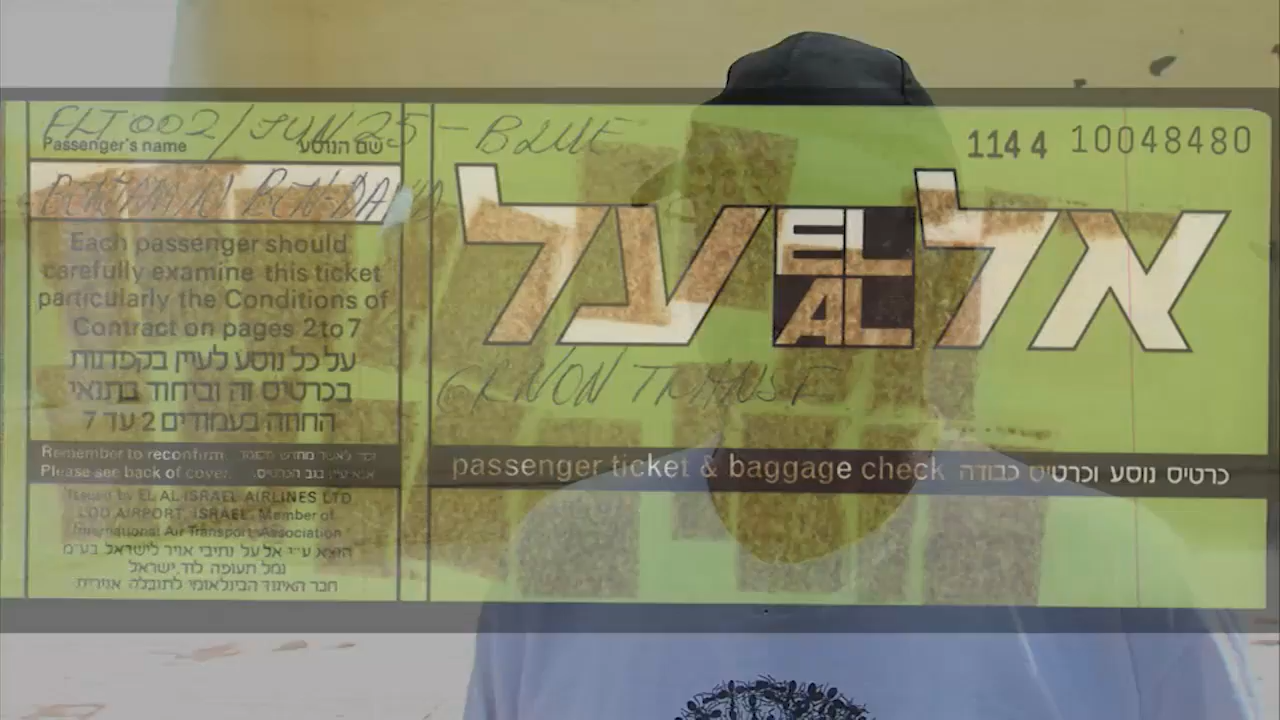 FLT.002/JUN.25 - BLUE
Passenger's name שם הנוסע
BENJAMIN BEN-DAVID
Each passenger should
carefully examine this ticket
particularly the Conditions of
Contract on pages 2 to 7
על כל נוסע לעיין בקפדנות
בכרטיס זה וביחוד בתנאי
החוזה בעמודים 2 עד 7
Remember to reconfirm.
Please see back of cover.
Issued by EL AL ISRAEL AIRLINES LTD
LOD AIRPORT, ISRAEL, Member of
International Air Transport Association
הוצא ע״י אל על נתיבי אויר לישראל בע״מ
נמל תעופה לוד, ישראל
חבר האיגוד הבינלאומי לתובלה אוירית
1144 10048480
אל EL AL על
TRANSF
passenger ticket & baggage check כרטיס נוסע וכרטיס כבודה